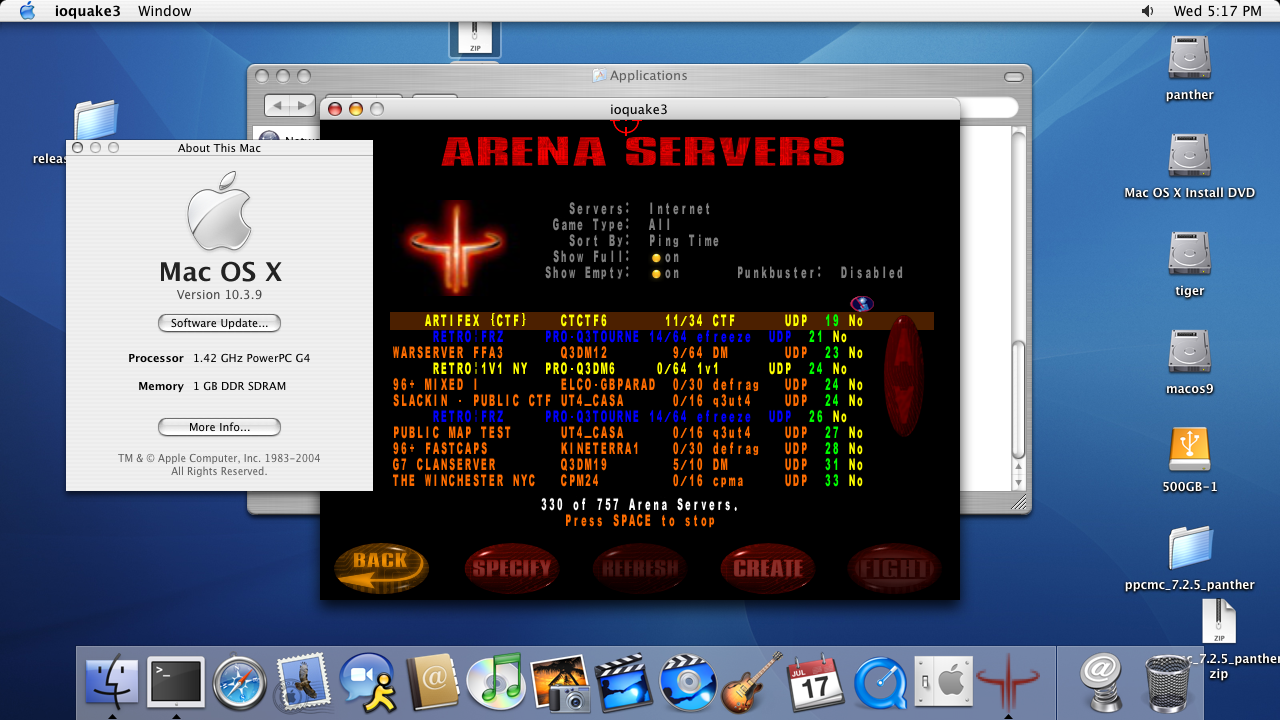 ioquake3 Window Wed 5:17 PM
ZIP
Applications
panther
ioquake3
About This Mac
ARENA SERVERS
Mac OS X Install DVD
Servers: Internet
Game Type: All
Sort By: Ping Time
Show Full: on
Show Empty: on Punkbuster: Disabled
Mac OS X
Version 10.3.9
Software Update...
Processor 1.42 GHz PowerPC G4
Memory 1 GB DDR SDRAM
More Info...
TM & © Apple Computer, Inc. 1983-2004
All Rights Reserved.
tiger
ARTIFEX {CTF} CTCTF6 11/34 CTF UDP 19 No
RETRO:FRZ PRO-Q3TOURNE 14/64 efreeze UDP 21 No
WARSERVER FFA3 Q3DM12 9/64 DM UDP 23 No
RETRO:1V1 NY PRO-Q3DM6 0/64 1v1 UDP 24 No
96+ MIXED I ELCO-GBPARAD 0/30 defrag UDP 24 No
SLACKIN - PUBLIC CTF UT4_CASA 0/16 q3ut4 UDP 24 No
RETRO:FRZ PRO-Q3TOURNE 14/64 efreeze UDP 26 No
PUBLIC MAP TEST UT4_CASA 0/16 q3ut4 UDP 27 No
96+ FASTCAPS KINETERRA1 0/30 defrag UDP 28 No
G7 CLANSERVER Q3DM19 5/10 DM UDP 31 No
THE WINCHESTER NYC CPM24 0/16 cpma UDP 33 No
macos9
500GB-1
330 of 757 Arena Servers.
Press SPACE to stop
BACK SPECIFY REFRESH CREATE FIGHT
ppcmc_7.2.5_panther
ZIP
c_7.2.5_panther
zip
JUL
17